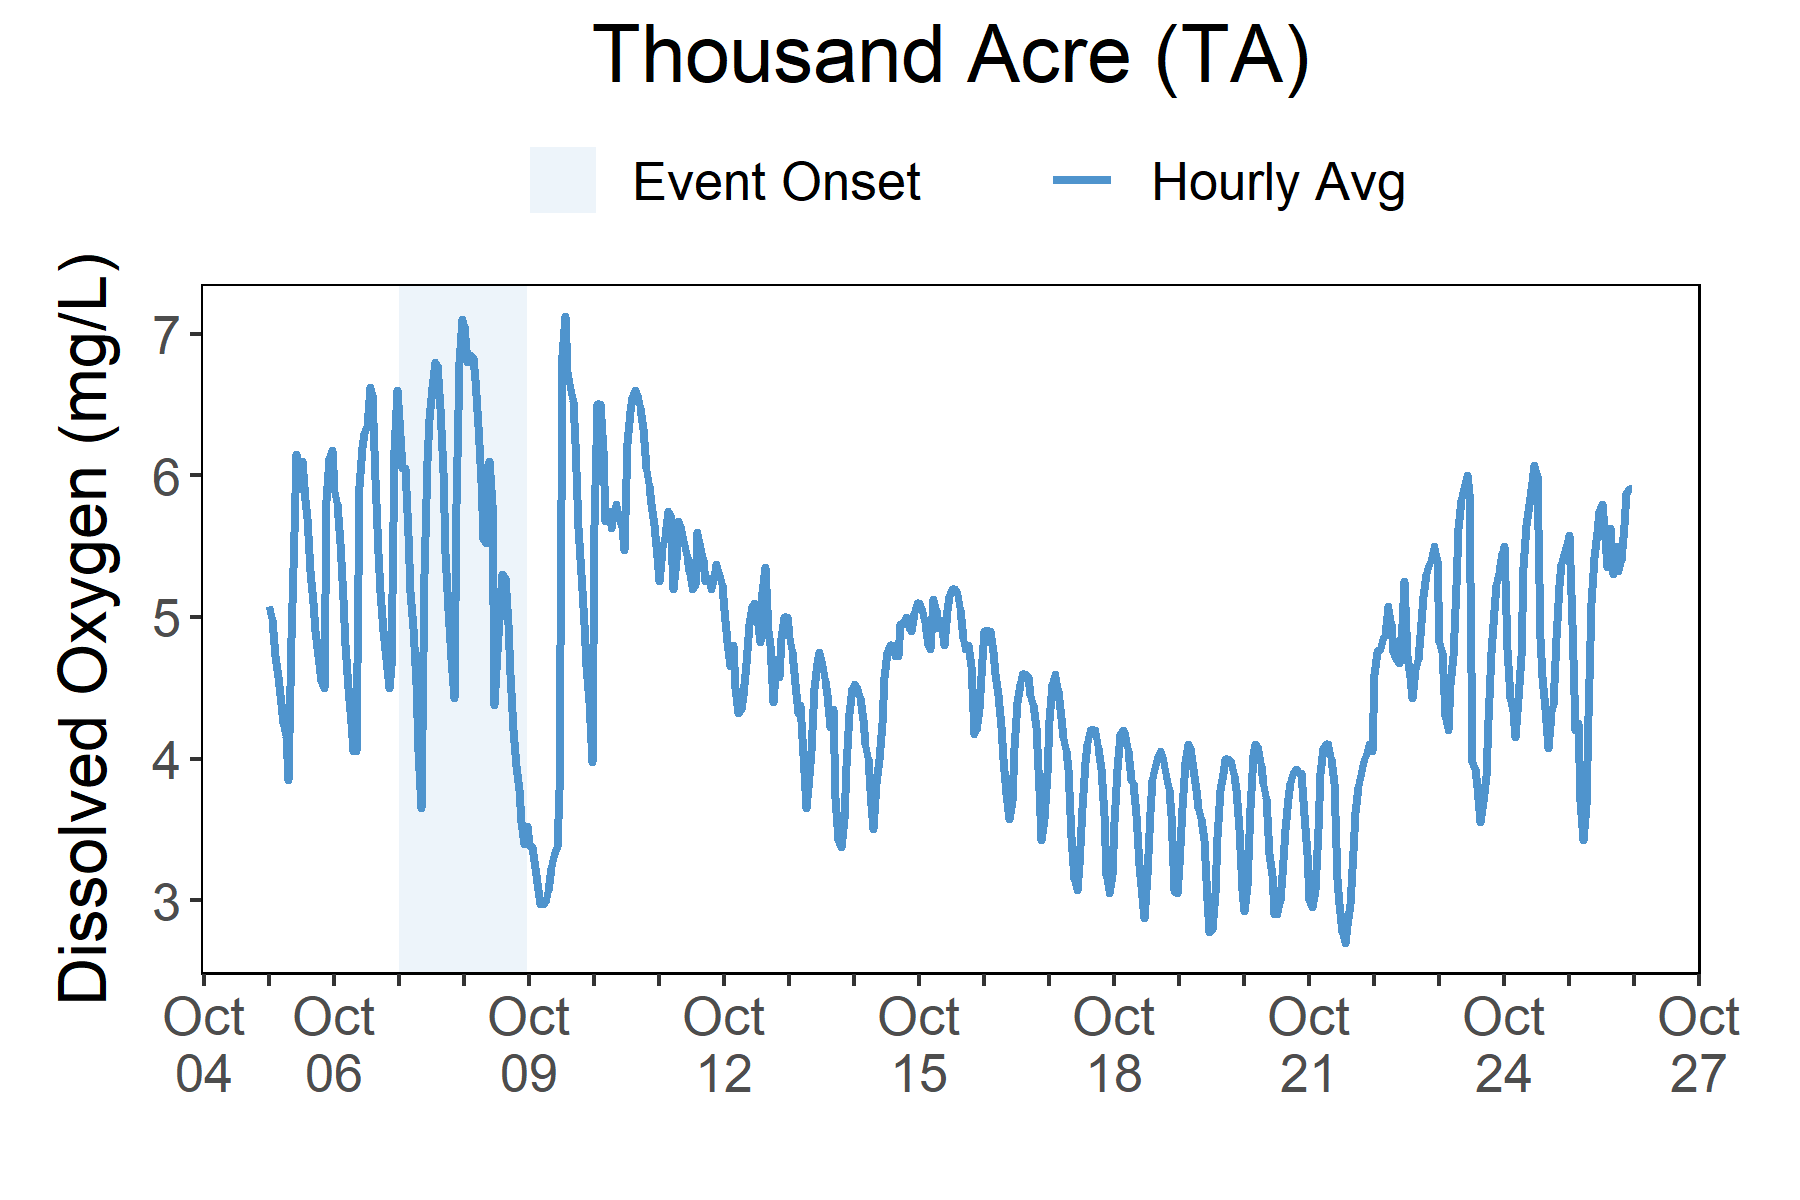 Thousand Acre (TA)
Event Onset
Hourly Avg
Dissolved Oxygen (mg/L)
7
6
5
4
3
Oct 04
Oct 06
Oct 09
Oct 12
Oct 15
Oct 18
Oct 21
Oct 24
Oct 27